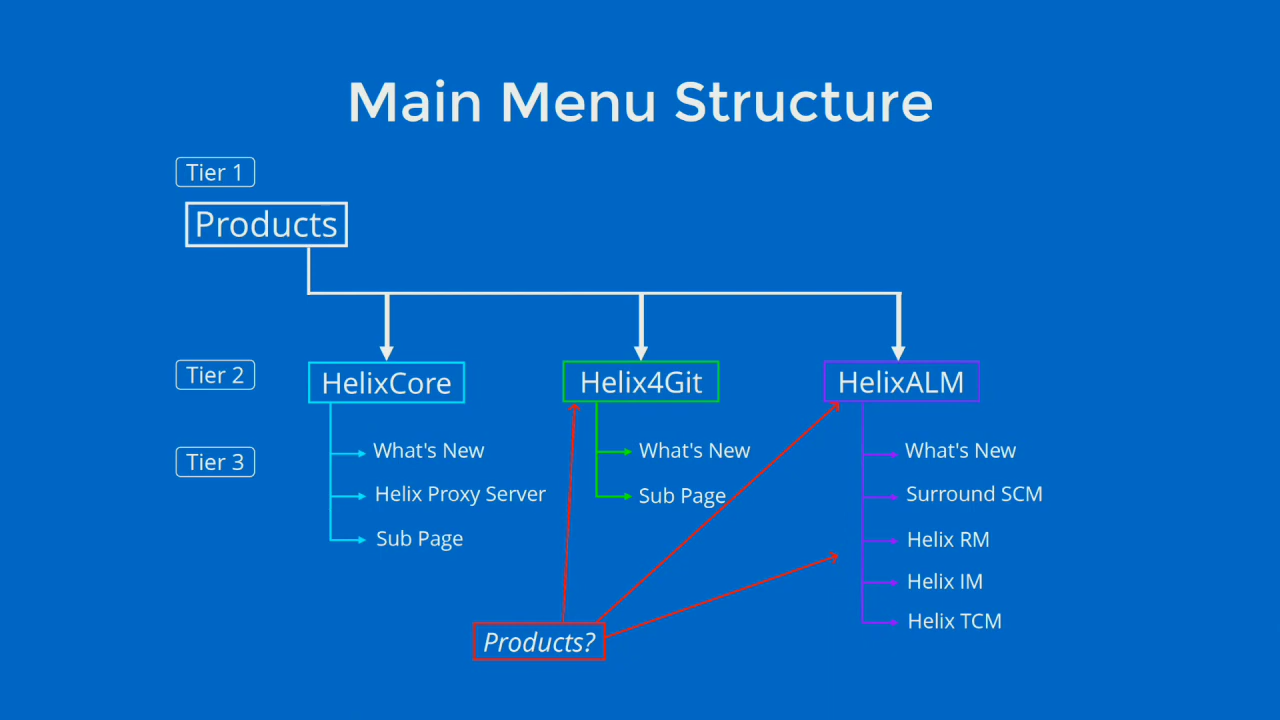 Main Menu Structure
Tier 1
Products
Tier 2
HelixCore
Helix4Git
HelixALM
Tier 3
What's New
Helix Proxy Server
Sub Page
What's New
Sub Page
What's New
Surround SCM
Helix RM
Helix IM
Helix TCM
Products?